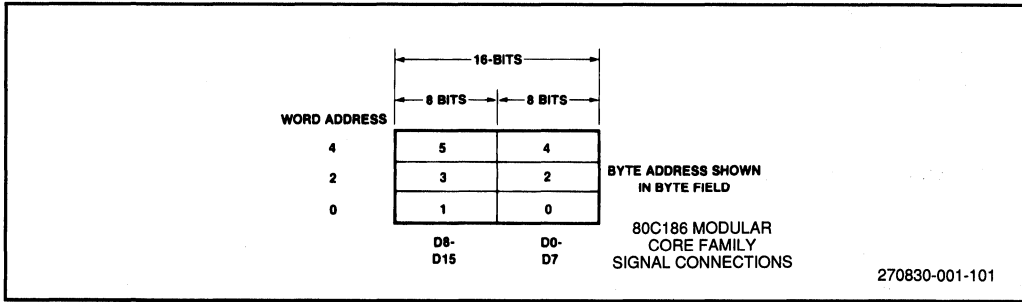 16-BITS
8 BITS 8 BITS
WORD ADDRESS
4 5 4
2 3 2
0 1 0
BYTE ADDRESS SHOWN
IN BYTE FIELD
D8- D0-
D15 D7
80C186 MODULAR
CORE FAMILY
SIGNAL CONNECTIONS
270830-001-101